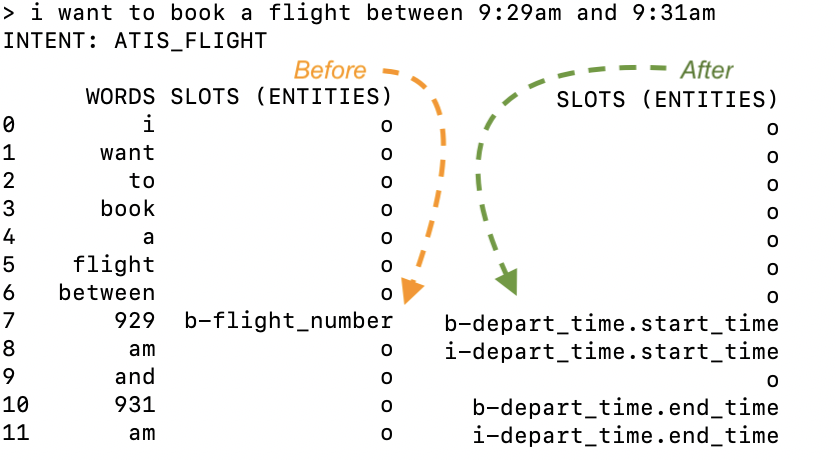 > i want to book a flight between 9:29am and 9:31am
INTENT: ATIS_FLIGHT
Before After
WORDS SLOTS (ENTITIES) SLOTS (ENTITIES)
0 i o o
1 want o o
2 to o o
3 book o o
4 a o o
5 flight o o
6 between o o
7 929 b-flight_number b-depart_time.start_time
8 am o i-depart_time.start_time
9 and o o
10 931 o b-depart_time.end_time
11 am o i-depart_time.end_time